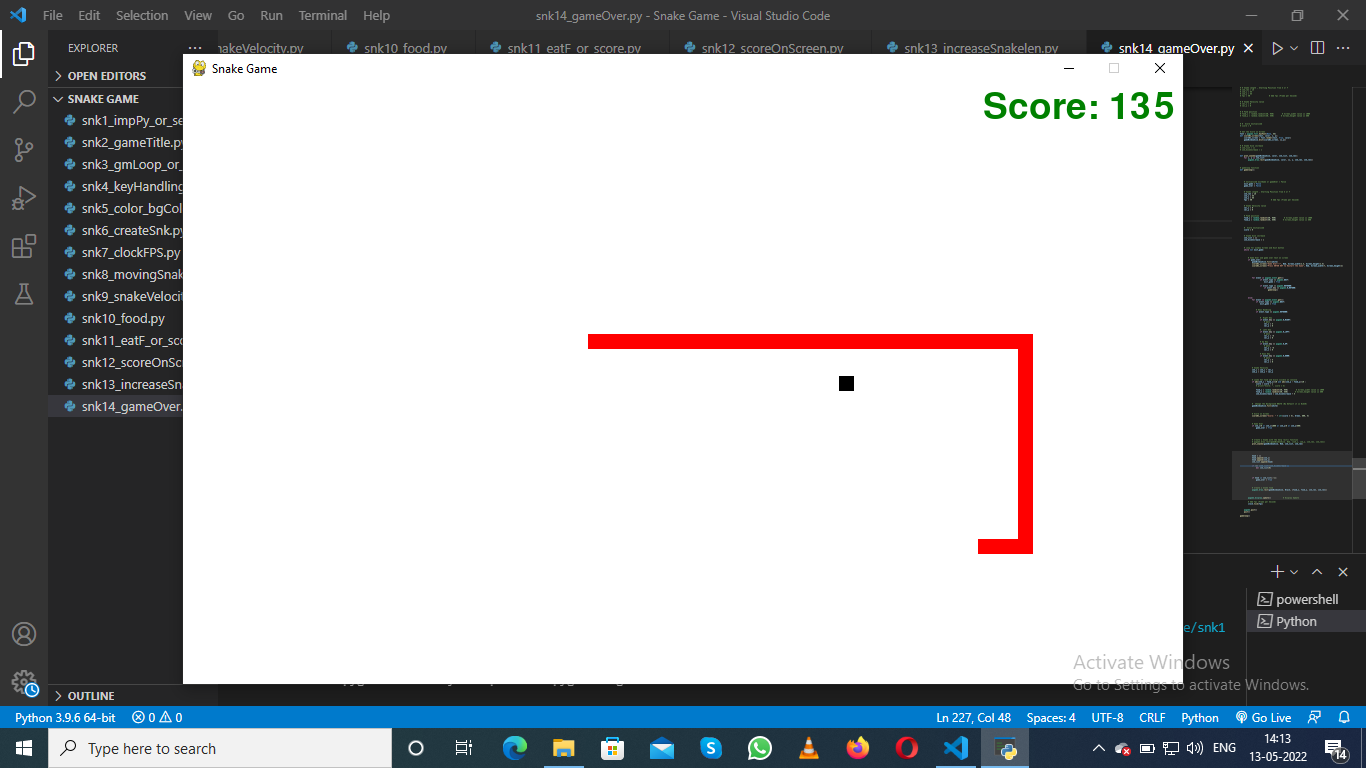 File Edit Selection View Go Run Terminal Help
snk14_gameOver.py - Snake Game - Visual Studio Code
EXPLORER
snk10_food.py snk11_eatF_or_score.py snk12_scoreOnScreen.py snk13_increaseSnakelen.py snk14_gameOver.py
OPEN EDITORS
SNAKE GAME
snk1_impPy_or_se
snk2_gameTitle.py
snk3_gmLoop_or_
snk4_keyHandling
snk5_color_bgCol
snk6_createSnk.py
snk7_clockFPS.py
snk8_movingSnak
snk9_snakeVelocit
snk10_food.py
snk11_eatF_or_sco
snk12_scoreOnScr
snk13_increaseSna
snk14_gameOver.
OUTLINE
Snake Game
Score: 135
powershell
Python
e/snk1
Activate Windows
Go to Settings to activate Windows.
Python 3.9.6 64-bit 0 0
Ln 227, Col 48 Spaces: 4 UTF-8 CRLF Python Go Live
Type here to search
ENG
14:13
13-05-2022
14